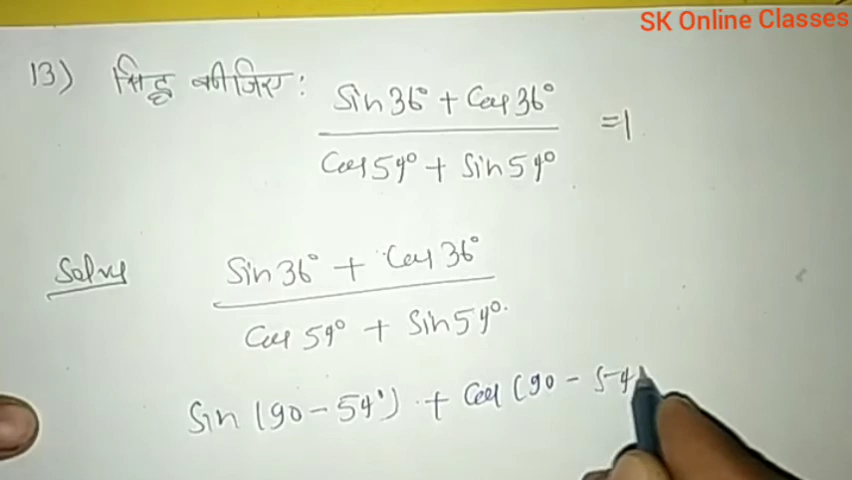 SK Online Classes
13) सिद्ध कीजिए:
Sin 36° + Cos 36°
Cos 54° + Sin 54°
=1
Solve
Sin 36° + Cos 36°
Cos 54° + Sin 54°.
Sin (90 - 54°) + Cos (90 - 54